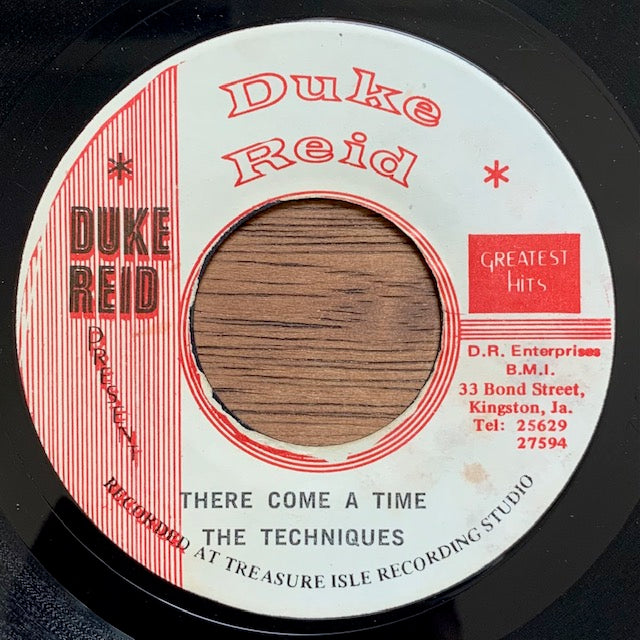 Duke
Reid
*
*
DUKE
REID
PRESENT
GREATEST
HITS
D.R. Enterprises
B.M.I.
33 Bond Street,
Kingston, Ja.
Tel: 25629
27594
THERE COME A TIME
THE TECHNIQUES
RECORDED AT TREASURE ISLE RECORDING STUDIO